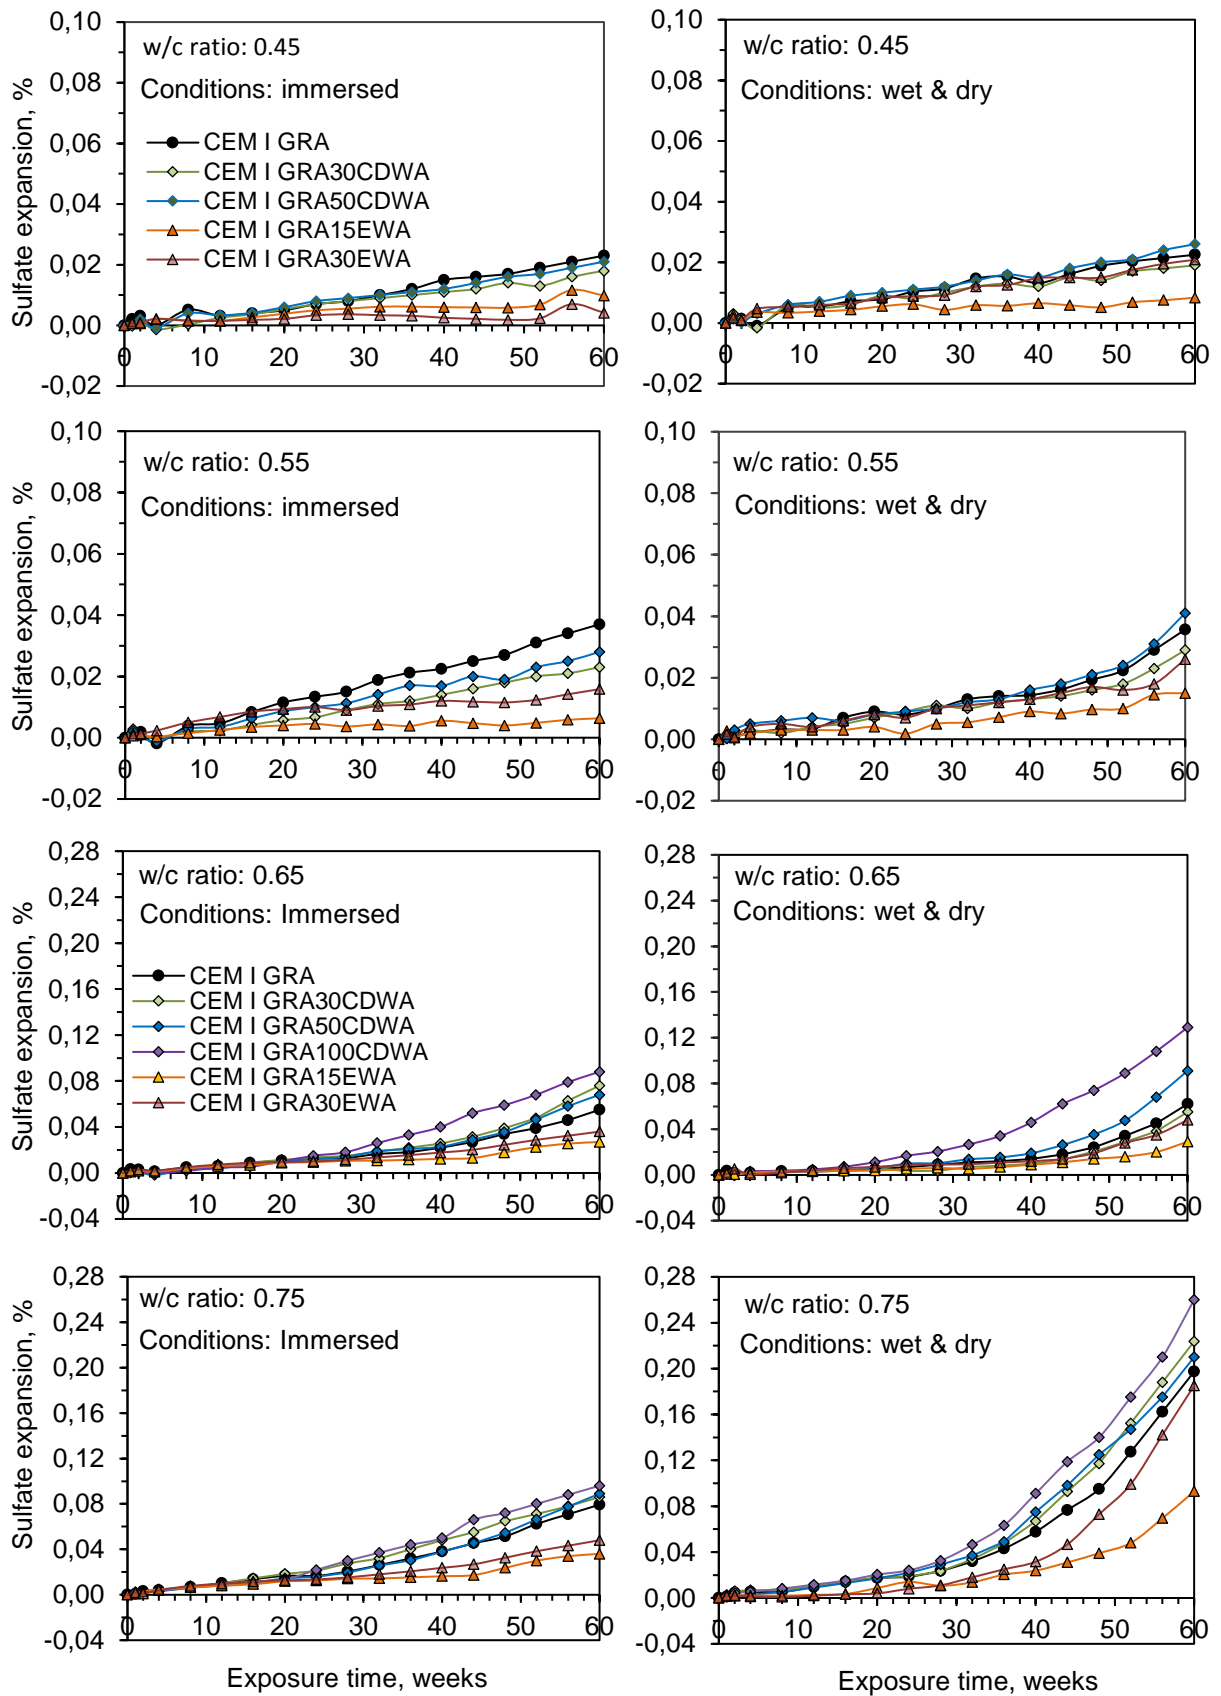 w/c ratio: 0.45
Conditions: immersed
CEM I GRA
CEM I GRA30CDWA
CEM I GRA50CDWA
CEM I GRA15EWA
CEM I GRA30EWA
Sulfate expansion, %
0,10
0,08
0,06
0,04
0,02
0,00
-0,02
0 10 20 30 40 50 60
w/c ratio: 0.45
Conditions: wet & dry
0,10
0,08
0,06
0,04
0,02
0,00
-0,02
0 10 20 30 40 50 60
w/c ratio: 0.55
Conditions: immersed
Sulfate expansion, %
0,10
0,08
0,06
0,04
0,02
0,00
-0,02
0 10 20 30 40 50 60
w/c ratio: 0.55
Conditions: wet & dry
0,10
0,08
0,06
0,04
0,02
0,00
-0,02
0 10 20 30 40 50 60
w/c ratio: 0.65
Conditions: Immersed
CEM I GRA
CEM I GRA30CDWA
CEM I GRA50CDWA
CEM I GRA100CDWA
CEM I GRA15EWA
CEM I GRA30EWA
Sulfate expansion, %
0,28
0,24
0,20
0,16
0,12
0,08
0,04
0,00
-0,04
0 10 20 30 40 50 60
w/c ratio: 0.65
Conditions: wet & dry
0,28
0,24
0,20
0,16
0,12
0,08
0,04
0,00
-0,04
0 10 20 30 40 50 60
w/c ratio: 0.75
Conditions: Immersed
Sulfate expansion, %
0,28
0,24
0,20
0,16
0,12
0,08
0,04
0,00
-0,04
0 10 20 30 40 50 60
Exposure time, weeks
w/c ratio: 0.75
Conditions: wet & dry
0,28
0,24
0,20
0,16
0,12
0,08
0,04
0,00
-0,04
0 10 20 30 40 50 60
Exposure time, weeks